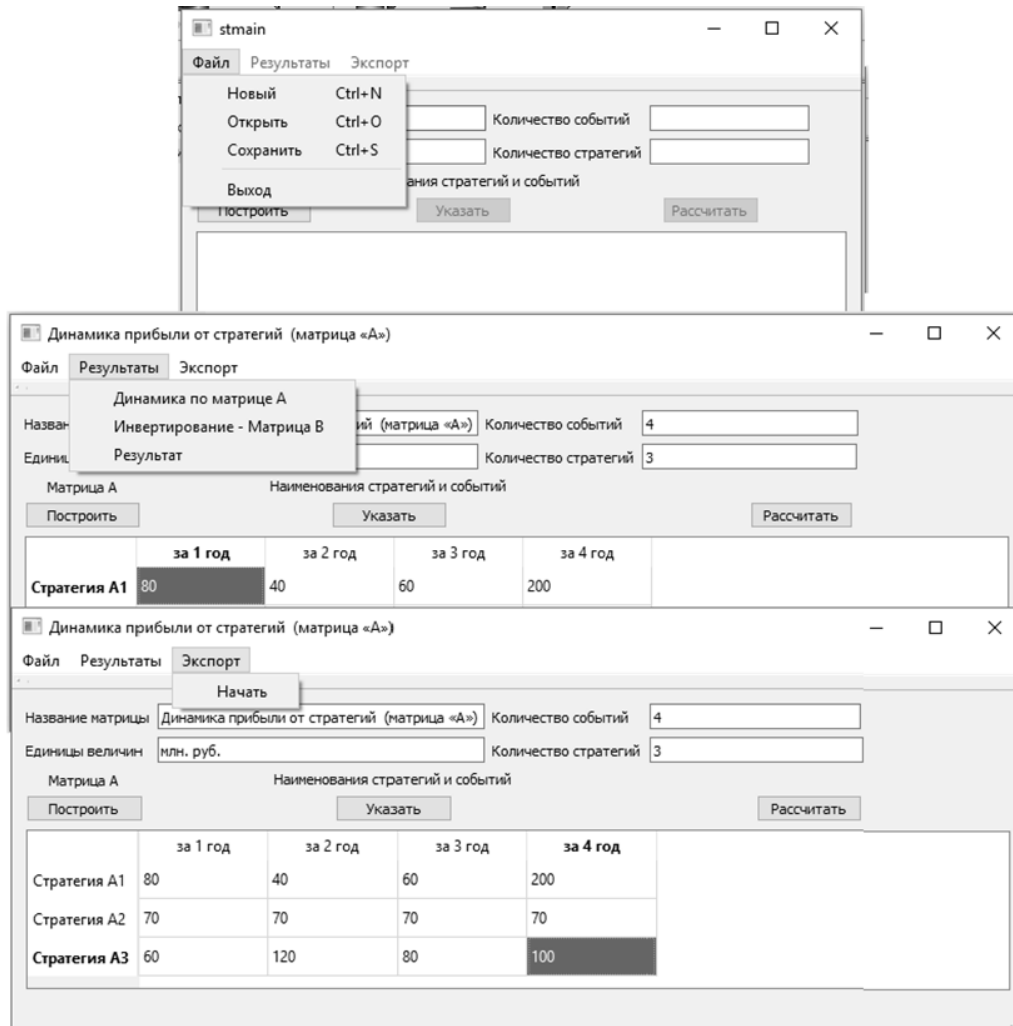 stmain
Файл Результаты Экспорт
Новый Ctrl+N
Открыть Ctrl+O
Сохранить Ctrl+S
Выход
Количество событий
Количество стратегий
стратегий и событий
Построить Указать Рассчитать
Динамика прибыли от стратегий (матрица «А»)
Файл Результаты Экспорт
Динамика по матрице А
Инвертирование - Матрица В
Результат
(матрица «А») Количество событий 4
Количество стратегий 3
Матрица А Наименования стратегий и событий
Построить Указать Рассчитать
за 1 год за 2 год за 3 год за 4 год
Стратегия А1 80 40 60 200
Динамика прибыли от стратегий (матрица «А»)
Файл Результаты Экспорт
Начать
Название матрицы Динамика прибыли от стратегий (матрица «А») Количество событий 4
Единицы величин млн. руб. Количество стратегий 3
Матрица А Наименования стратегий и событий
Построить Указать Рассчитать
за 1 год за 2 год за 3 год за 4 год
Стратегия А1 80 40 60 200
Стратегия А2 70 70 70 70
Стратегия А3 60 120 80 100